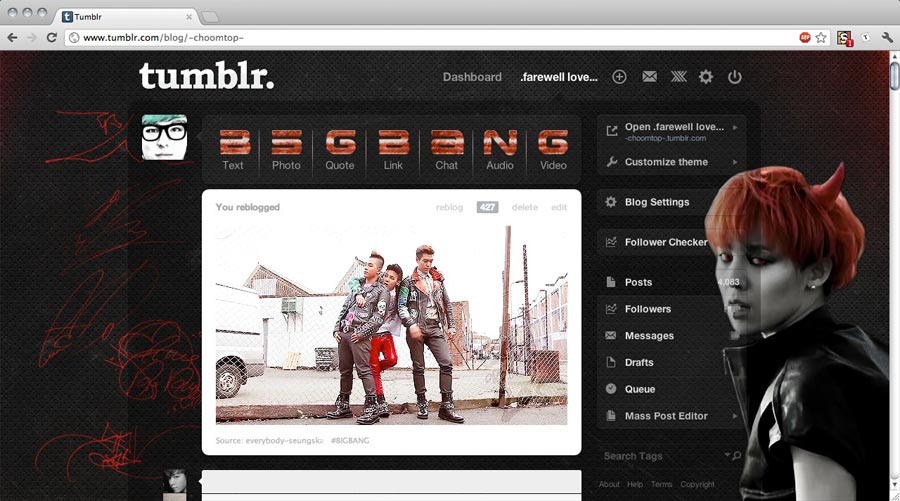 Tumblr
www.tumblr.com/blog/-choomtop-
tumblr.
Dashboard
.farewell love...
B I G B A N G
Text
Photo
Quote
Link
Chat
Audio
Video
You reblogged
reblog
427
delete
edit
Source: everybody-seungska
#BIGBANG
Open .farewell love...
-choomtop-.tumblr.com
Customize theme
Blog Settings
Follower Checker
Posts
4,083
Followers
Messages
Drafts
Queue
Mass Post Editor
Search Tags
About
Help
Terms
Copyright